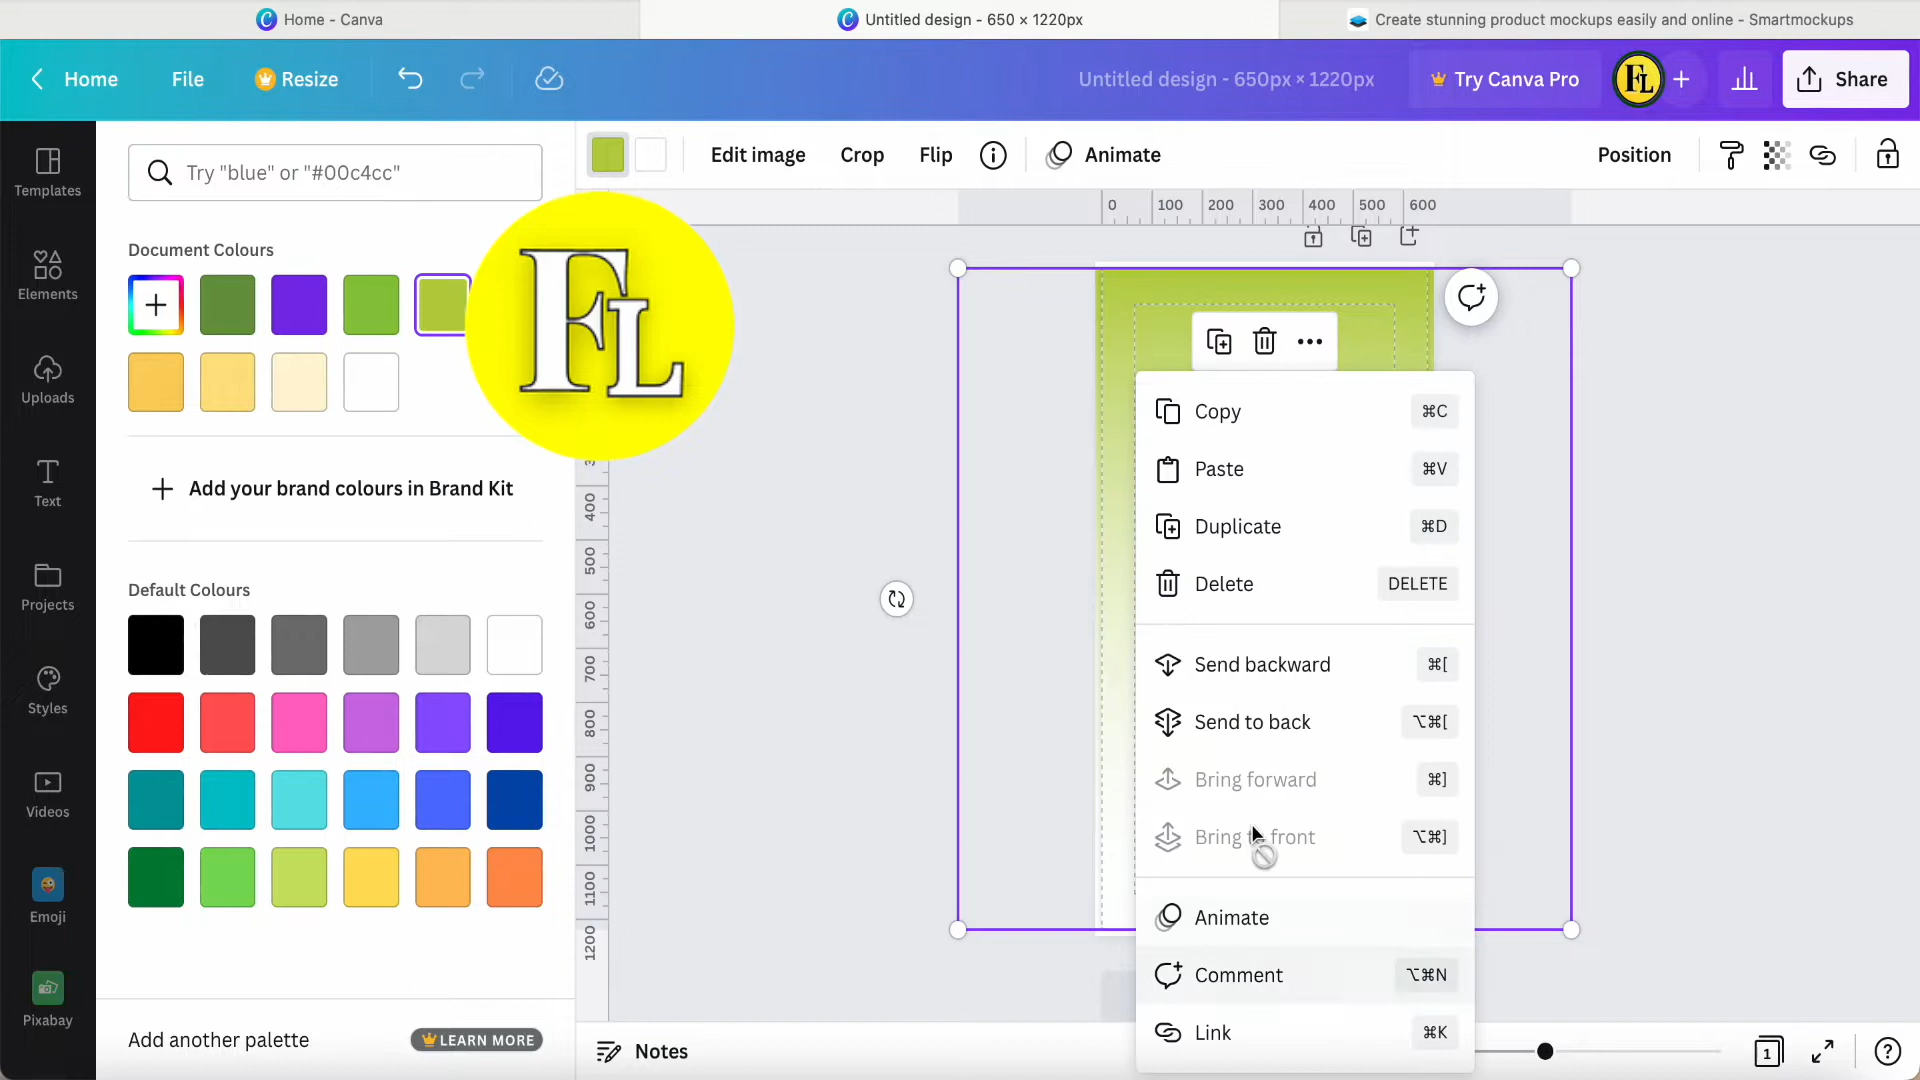 Home - Canva
Untitled design - 650 × 1220px
Create stunning product mockups easily and online - Smartmockups
Home
File
Resize
Untitled design - 650px × 1220px
Try Canva Pro
FL
Share
Templates
Elements
Uploads
Text
Projects
Styles
Videos
Emoji
Pixabay
Try "blue" or "#00c4cc"
Document Colours
Add your brand colours in Brand Kit
Default Colours
Add another palette
LEARN MORE
FL
Edit image
Crop
Flip
Animate
Position
0 100 200 300 400 500 600
400
500
600
700
800
900
1000
1100
1200
Copy ⌘C
Paste ⌘V
Duplicate ⌘D
Delete DELETE
Send backward ⌘[
Send to back ⌥⌘[
Bring forward ⌘]
Bring to front ⌥⌘]
Animate
Comment ⌥⌘N
Link ⌘K
Notes
1